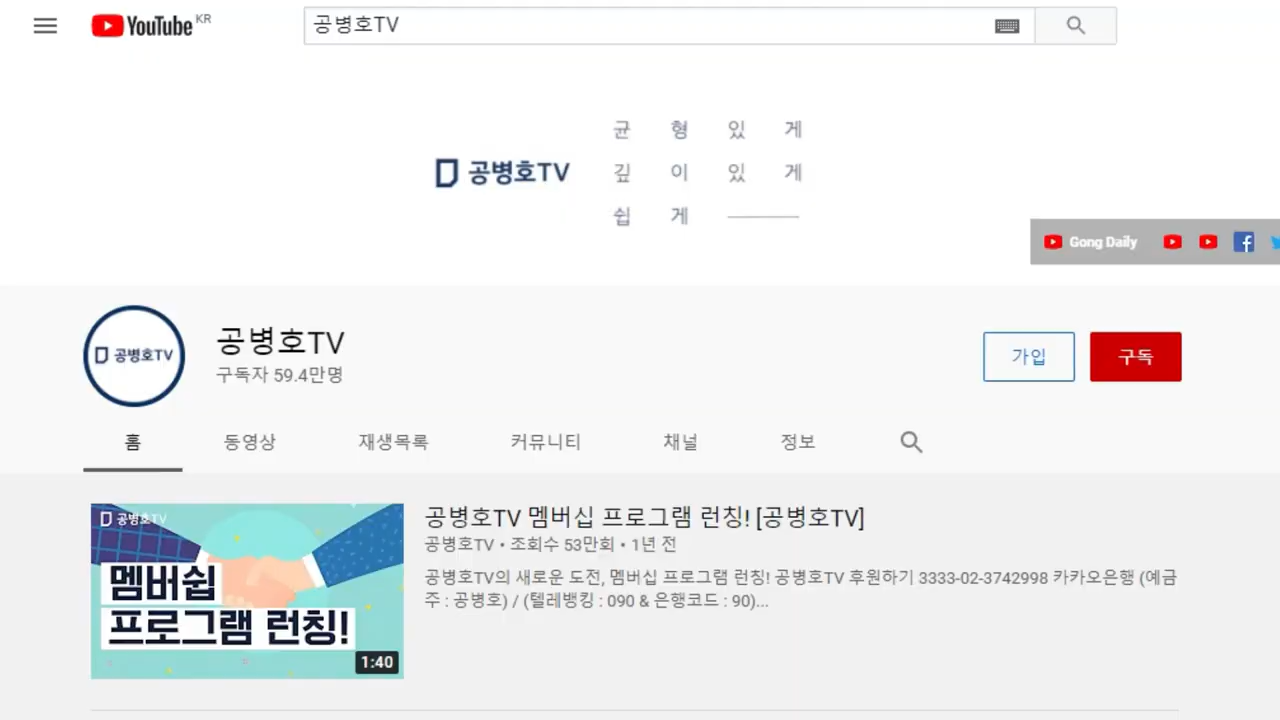 YouTube KR
공병호TV
균형있게
공병호TV 깊이있게
쉽게
Gong Daily
공병호TV
공병호TV
구독자 59.4만명
가입
구독
홈 동영상 재생목록 커뮤니티 채널 정보
공병호TV
멤버쉽
프로그램 런칭!
1:40
공병호TV 멤버십 프로그램 런칭! [공병호TV]
공병호TV • 조회수 53만회 • 1년 전
공병호TV의 새로운 도전, 멤버십 프로그램 런칭! 공병호TV 후원하기 3333-02-3742998 카카오은행 (예금
주 : 공병호) / (텔레뱅킹 : 090 & 은행코드 : 90)...